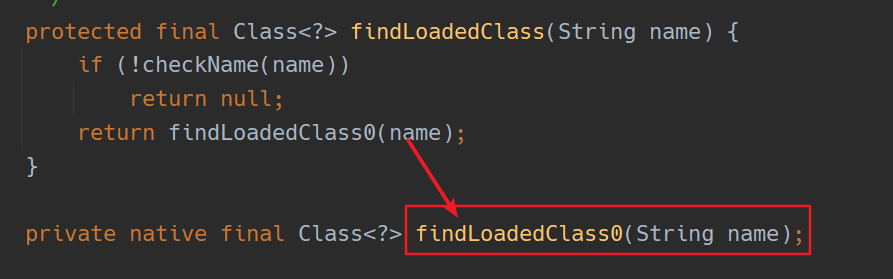 */
protected final Class<?> findLoadedClass(String name) {
if (!checkName(name))
return null;
return findLoadedClass0(name);
}
private native final Class<?> findLoadedClass0(String name);